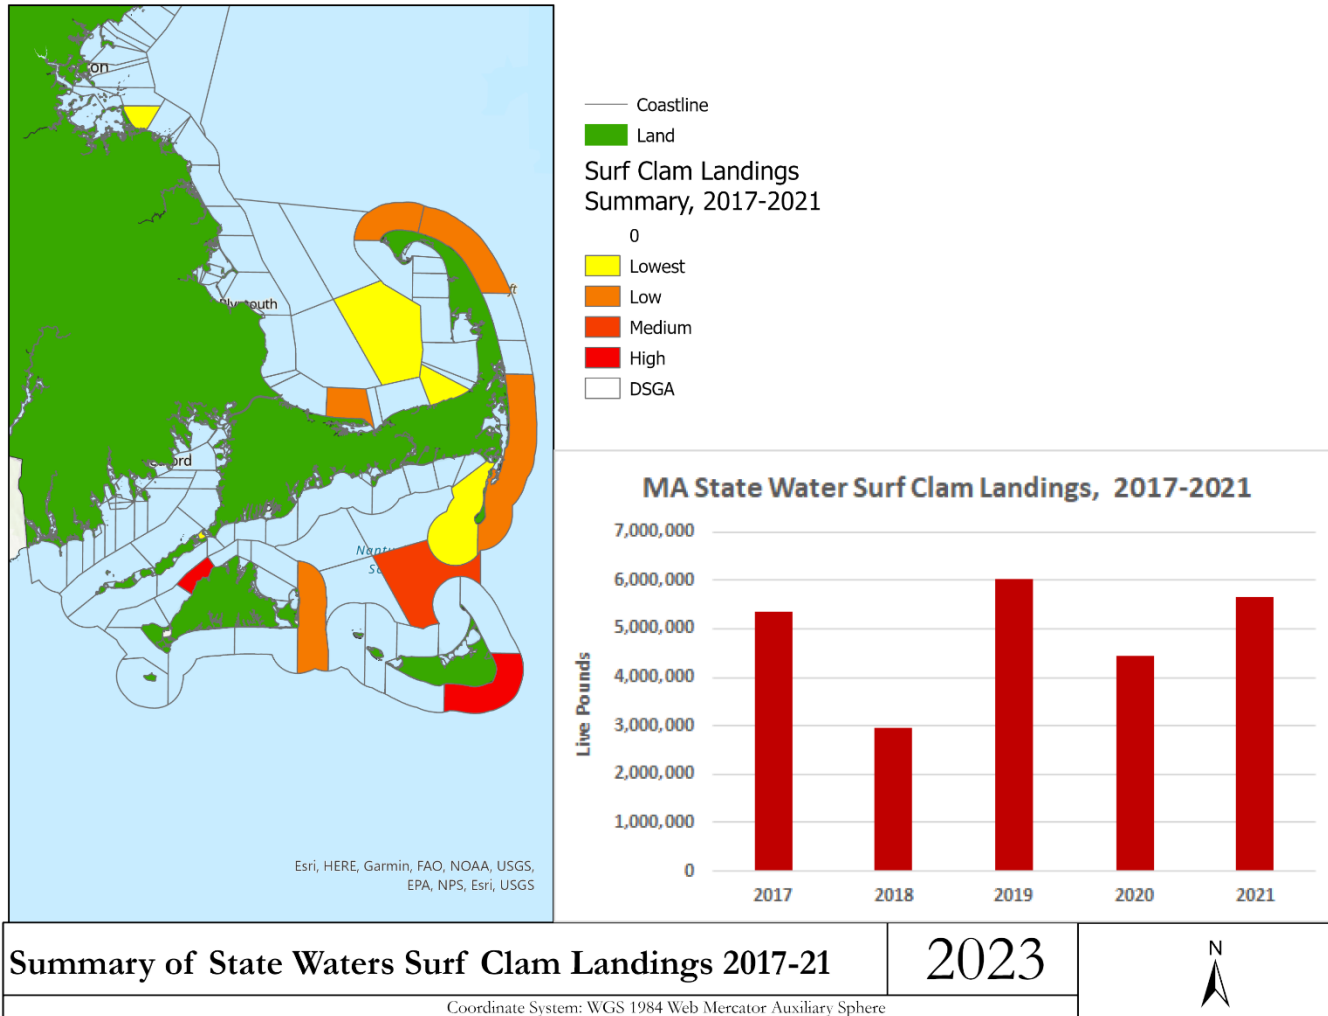 on
Plymouth
ft
Coastline
Land
Surf Clam Landings
Summary, 2017-2021
0
Lowest
Low
Medium
High
DSGA
MA State Water Surf Clam Landings, 2017-2021
Live Pounds
7,000,000
6,000,000
5,000,000
4,000,000
3,000,000
2,000,000
1,000,000
0
2017 2018 2019 2020 2021
Esri, HERE, Garmin, FAO, NOAA, USGS,
EPA, NPS, Esri, USGS
Summary of State Waters Surf Clam Landings 2017-21
2023
N
Coordinate System: WGS 1984 Web Mercator Auxiliary Sphere